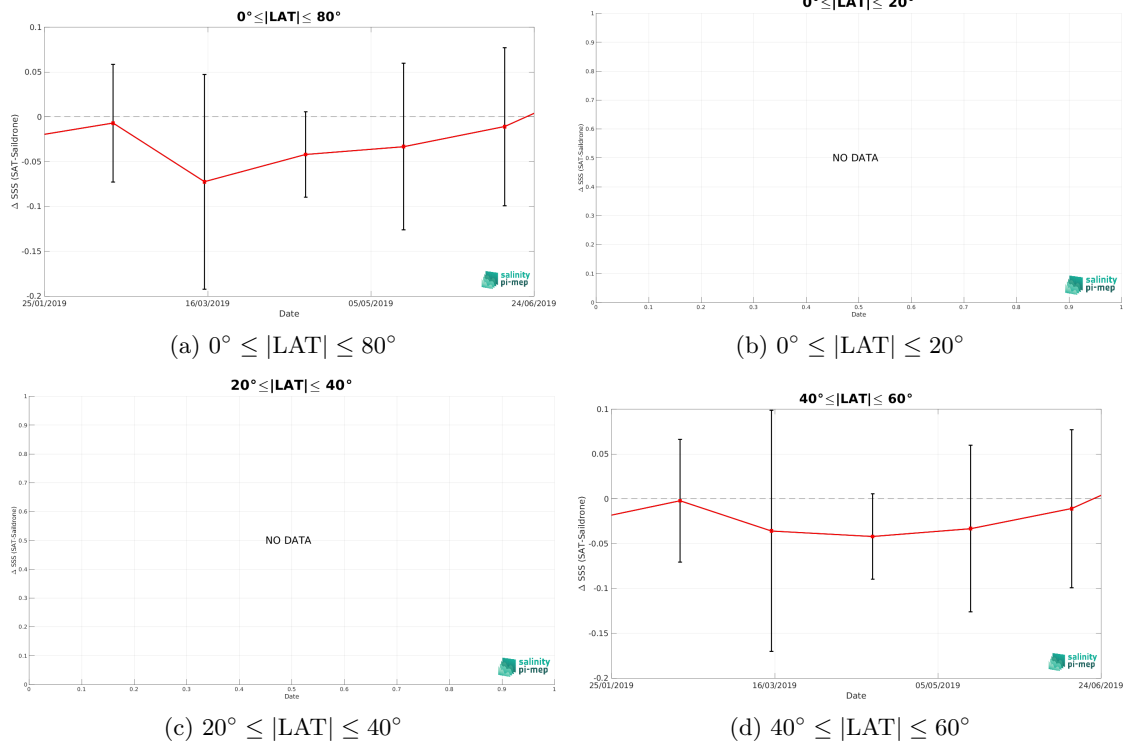 0°≤|LAT|≤ 80°
0.1
0.05
0
-0.05
-0.1
-0.15
-0.2
Δ SSS (SAT-Saildrone)
25/01/2019 16/03/2019 05/05/2019 24/06/2019
Date
salinity
pi-mep
(a) 0° ≤ |LAT| ≤ 80°
0°≤|LAT|≤ 20°
1
0.9
0.8
0.7
0.6
0.5
0.4
0.3
0.2
0.1
0
Δ SSS (SAT-Saildrone)
NO DATA
0 0.1 0.2 0.3 0.4 0.5 0.6 0.7 0.8 0.9 1
Date
salinity
pi-mep
(b) 0° ≤ |LAT| ≤ 20°
20°≤|LAT|≤ 40°
1
0.9
0.8
0.7
0.6
0.5
0.4
0.3
0.2
0.1
0
Δ SSS (SAT-Saildrone)
NO DATA
0 0.1 0.2 0.3 0.4 0.5 0.6 0.7 0.8 0.9 1
Date
salinity
pi-mep
(c) 20° ≤ |LAT| ≤ 40°
40°≤|LAT|≤ 60°
0.1
0.05
0
-0.05
-0.1
-0.15
-0.2
Δ SSS (SAT-Saildrone)
25/01/2019 16/03/2019 05/05/2019 24/06/2019
Date
salinity
pi-mep
(d) 40° ≤ |LAT| ≤ 60°